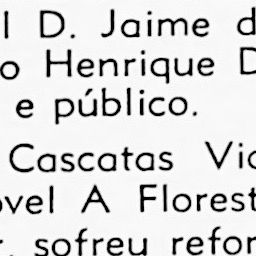 l D. Jaime d
o Henrique D
e público.
Cascatas Vi
vel A Florest
r, sofreu refor